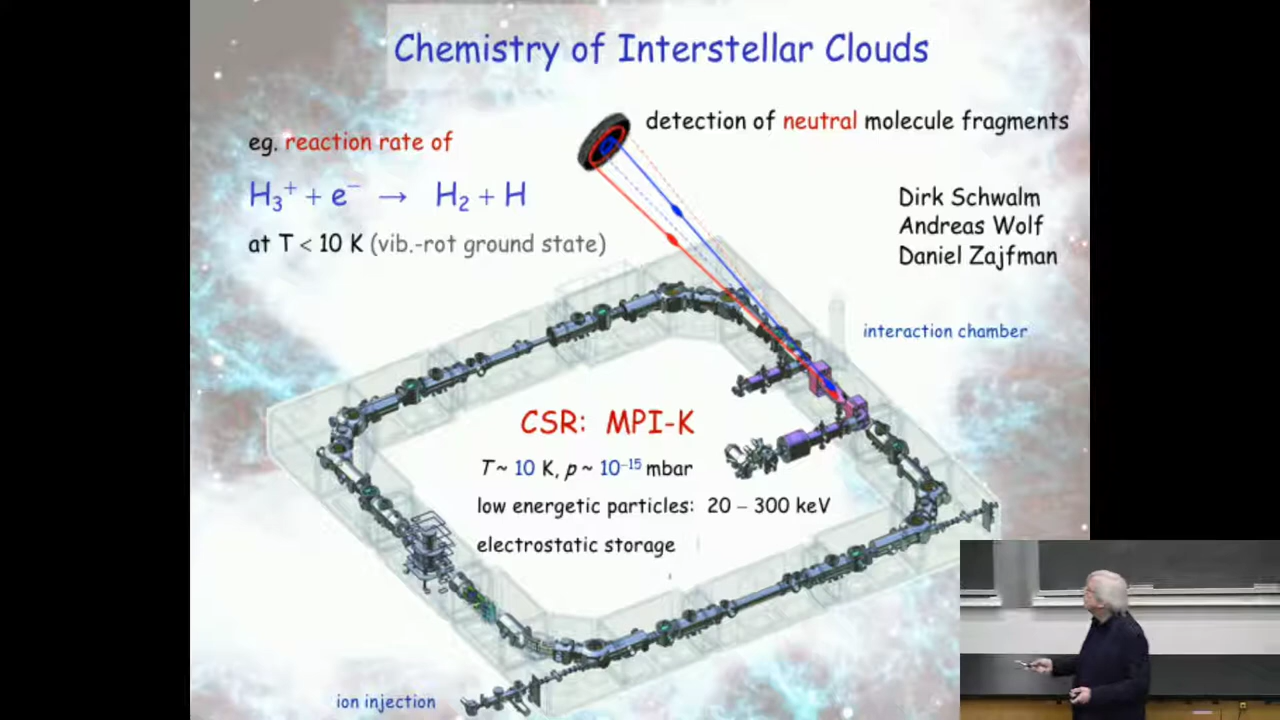 Chemistry of Interstellar Clouds
detection of neutral molecule fragments
eg. reaction rate of
H₃⁺ + e⁻ → H₂ + H
at T < 10 K (vib.-rot ground state)
Dirk Schwalm
Andreas Wolf
Daniel Zajfman
interaction chamber
CSR: MPI-K
T ~ 10 K, p ~ 10⁻¹⁵ mbar
low energetic particles: 20 – 300 keV
electrostatic storage
ion injection